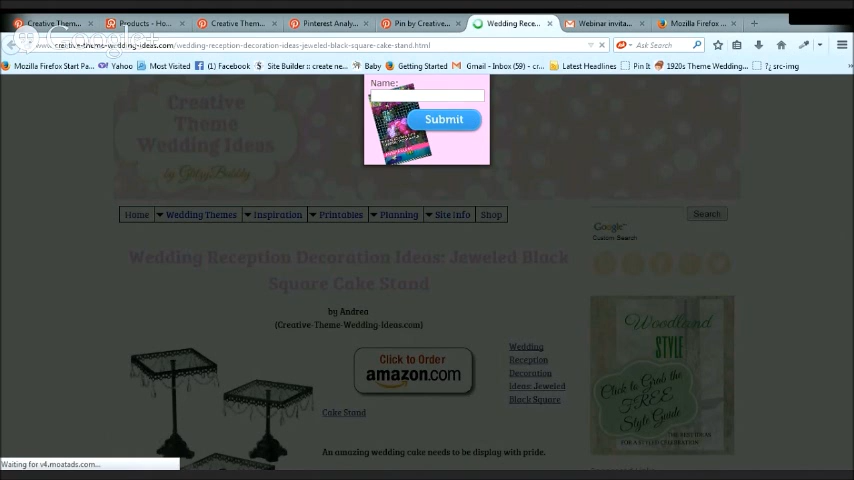 Creative Them...
Products - Ho...
Creative Them...
Pinterest Analy...
Pin by Creative...
Wedding Rece...
Webinar invita...
Mozilla Firefox ...
Google+
www.creative-theme-wedding-ideas.com/wedding-reception-decoration-ideas-jeweled-black-square-cake-stand.html
Ask Search
Mozilla Firefox Start Pa...
Yahoo
Most Visited
(1) Facebook
Site Builder :: create ne...
Baby
Getting Started
Gmail - Inbox (59) - cr...
Latest Headlines
Pin It
1920s Theme Wedding...
?¿ src-img
Name:
Submit
Creative
Theme
Wedding Ideas
by GlitzyBubbly
Home
Wedding Themes
Inspiration
Printables
Planning
Site Info
Shop
Search
Google™
Custom Search
Wedding Reception Decoration Ideas: Jeweled Black
Square Cake Stand
by Andrea
(Creative-Theme-Wedding-Ideas.com)
Click to Order
amazon.com
Wedding
Reception
Decoration
Ideas: Jeweled
Black Square
Cake Stand
An amazing wedding cake needs to be display with pride.
Woodland
STYLE
Click to Grab the
FREE
Style Guide
Waiting for v4.moatads.com...